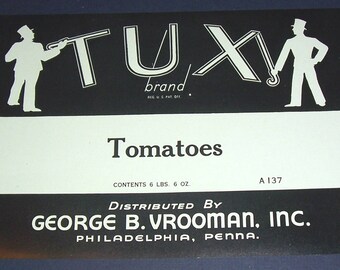 TUX
brand
REG. U. S. PAT. OFF.
Tomatoes
CONTENTS 6 LBS. 6 OZ.
A 137
DISTRIBUTED BY
GEORGE B. VROOMAN, INC.
PHILADELPHIA, PENNA.